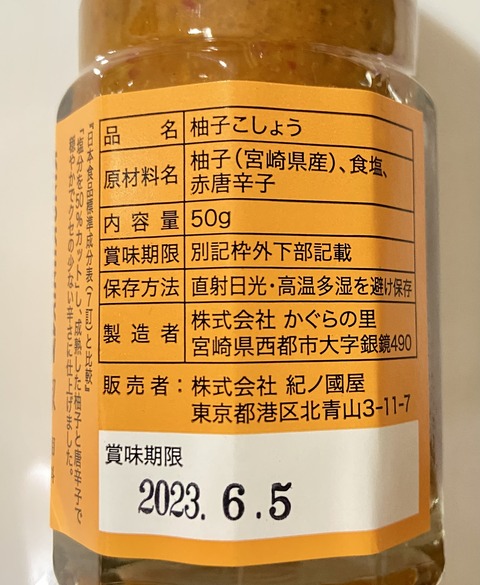 品名 柚子こしょう
原材料名 柚子(宮崎県産)、食塩、
赤唐辛子
内容量 50g
賞味期限 別記枠外下部記載
保存方法 直射日光・高温多湿を避け保存
製造者 株式会社 かぐらの里
宮崎県西都市大字銀鏡490
販売者：株式会社 紀ノ國屋
東京都港区北青山3-11-7
賞味期限
2023.6.5
『日本食品標準成分表(7訂)と比較』
「塩分を50%カット」し、成熟した柚子と唐辛子で
穏やかでクセの少ない辛さに仕上げました。